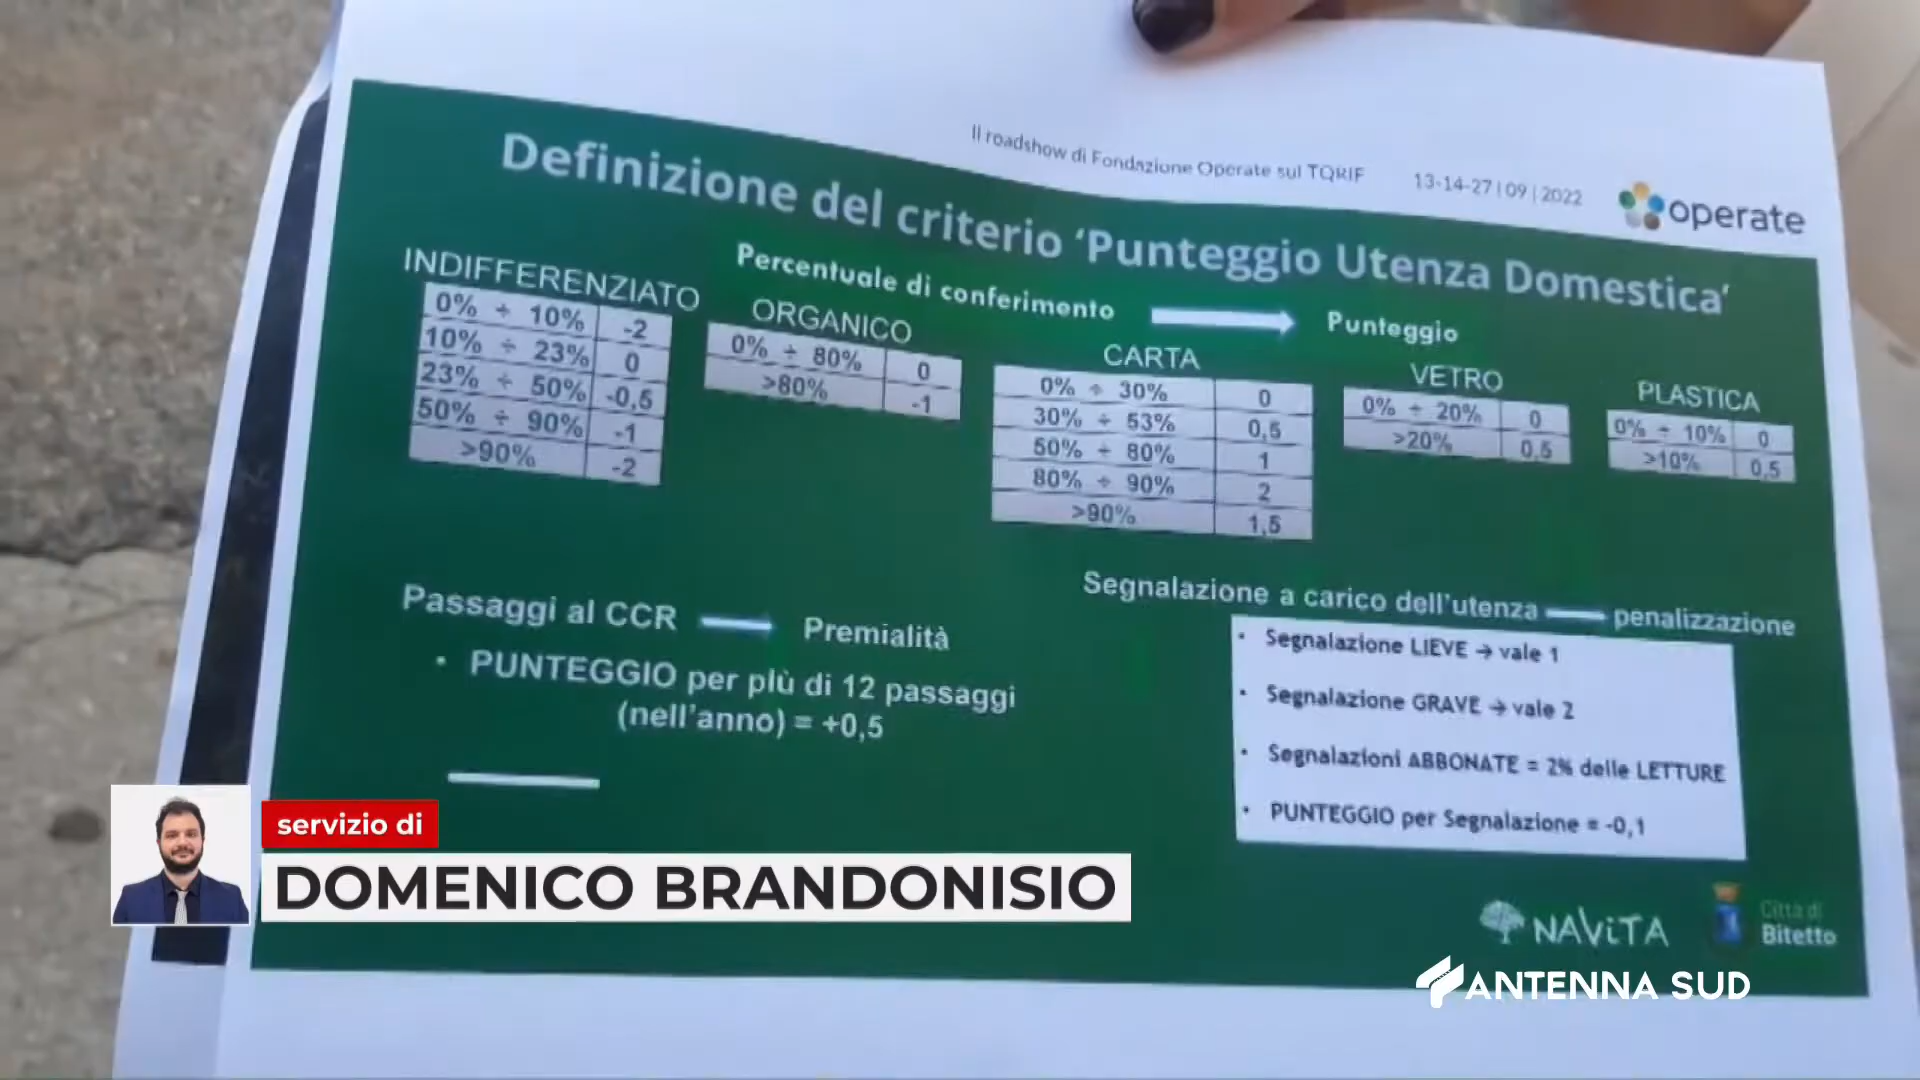 Il roadshow di Fondazione Operate sul TQRIF
13-14-27 | 09 | 2022
operate
Definizione del criterio ‘Punteggio Utenza Domestica’
Percentuale di conferimento
Punteggio
INDIFFERENZIATO
0% ÷ 10% -2
10% ÷ 23% 0
23% ÷ 50% -0,5
50% ÷ 90% -1
>90% -2
ORGANICO
0% ÷ 80% 0
>80% -1
CARTA
0% ÷ 30% 0
30% ÷ 53% 0,5
50% ÷ 80% 1
80% ÷ 90% 2
>90% 1,5
VETRO
0% ÷ 20% 0
>20% 0,5
PLASTICA
0% ÷ 10% 0
>10% 0,5
Passaggi al CCR
Premialità
• PUNTEGGIO per più di 12 passaggi
(nell'anno) = +0,5
Segnalazione a carico dell'utenza
penalizzazione
• Segnalazione LIEVE → vale 1
• Segnalazione GRAVE → vale 2
• Segnalazioni ABBONATE = 2% delle LETTURE
• PUNTEGGIO per Segnalazione = -0,1
servizio di
DOMENICO BRANDONISIO
NAViTA
Città di
Bitetto
ANTENNA SUD